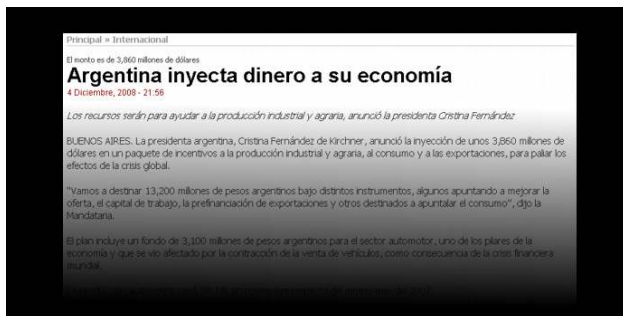 Principal » Internacional
El monto es de 3,860 millones de dólares
Argentina inyecta dinero a su economía
4 Diciembre, 2008 - 21:56
Los recursos serán para ayudar a la producción industrial y agraria, anunció la presidenta Cristina Fernández
BUENOS AIRES. La presidenta argentina, Cristina Fernández de Kirchner, anunció la inyección de unos 3,860 millones de
dólares en un paquete de incentivos a la producción industrial y agraria, al consumo y a las exportaciones, para paliar los
efectos de la crisis global.
"Vamos a destinar 13,200 millones de pesos argentinos bajo distintos instrumentos, algunos apuntando a mejorar la
oferta, el capital de trabajo, la prefinanciación de exportaciones y otros destinados a apuntalar el consumo", dijo la
Mandataria.
El plan incluye un fondo de 3,100 millones de pesos argentinos para el sector automotor, uno de los pilares de la
economía y que se vio afectado por la contracción de la venta de vehículos, como consecuencia de la crisis financiera
mundial.